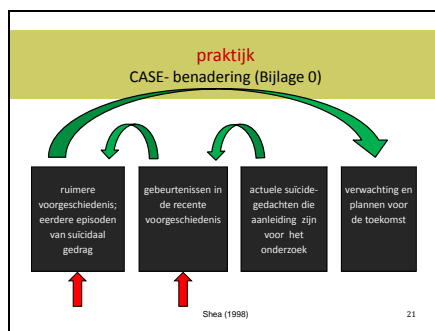 praktijk
CASE- benadering (Bijlage 0)
ruimere
voorgeschiedenis;
eerdere episoden
van suïcidaal
gedrag
gebeurtenissen in
de recente
voorgeschiedenis
actuele suïcide-
gedachten die
aanleiding zijn
voor het
onderzoek
verwachting en
plannen voor
de toekomst
Shea (1998)
21